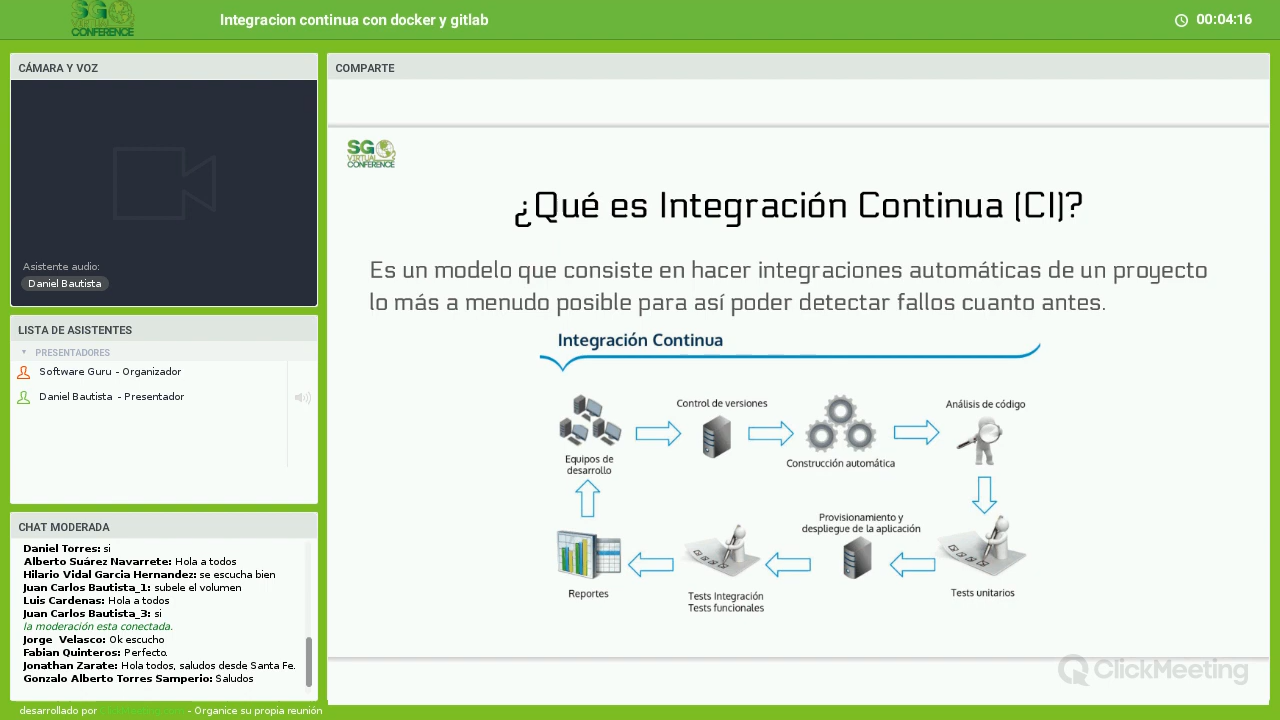 SG
VIRTUAL
CONFERENCE
Integracion continua con docker y gitlab
00:04:16
CÁMARA Y VOZ
Asistente audio:
Daniel Bautista
LISTA DE ASISTENTES
PRESENTADORES
Software Guru - Organizador
Daniel Bautista - Presentador
CHAT MODERADA
Daniel Torres: si
Alberto Suárez Navarrete: Hola a todos
Hilario Vidal Garcia Hernandez: se escucha bien
Juan Carlos Bautista_1: subele el volumen
Luis Cardenas: Hola a todos
Juan Carlos Bautista_3: si
la moderación esta conectada.
Jorge Velasco: Ok escucho
Fabian Quinteros: Perfecto.
Jonathan Zarate: Hola todos, saludos desde Santa Fe.
Gonzalo Alberto Torres Samperio: Saludos
desarrollado por - Organice su propia reunión
COMPARTE
SG
VIRTUAL
CONFERENCE
¿Qué es Integración Continua (CI)?
Es un modelo que consiste en hacer integraciones automáticas de un proyecto
lo más a menudo posible para así poder detectar fallos cuanto antes.
Integración Continua
Equipos de
desarrollo
Control de versiones
Construcción automática
Análisis de código
Tests unitarios
Provisionamiento y
despliegue de la aplicación
Tests Integración
Tests funcionales
Reportes
ClickMeeting